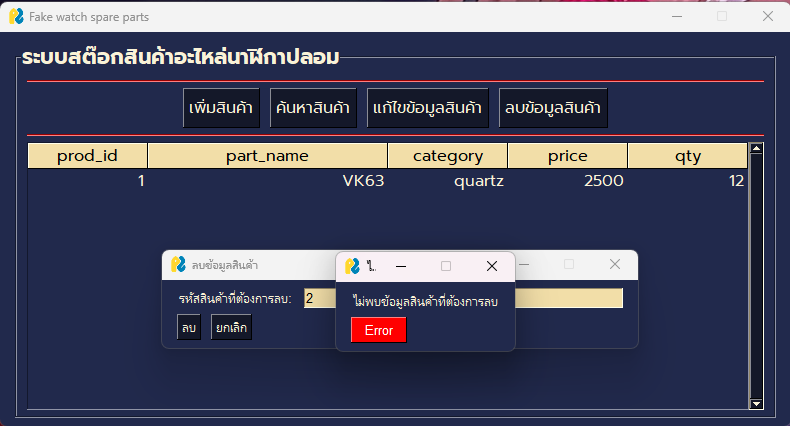 Fake watch spare parts
ระบบสต๊อกสินค้าอะไหล่นาฬิกาปลอม
เพิ่มสินค้า ค้นหาสินค้า แก้ไขข้อมูลสินค้า ลบข้อมูลสินค้า
prod_id part_name category price qty
1 VK63 quartz 2500 12
ลบข้อมูลสินค้า
รหัสสินค้าที่ต้องการลบ: 2
ลบ ยกเลิก
ไม่พบข้อมูลสินค้าที่ต้องการลบ
Error